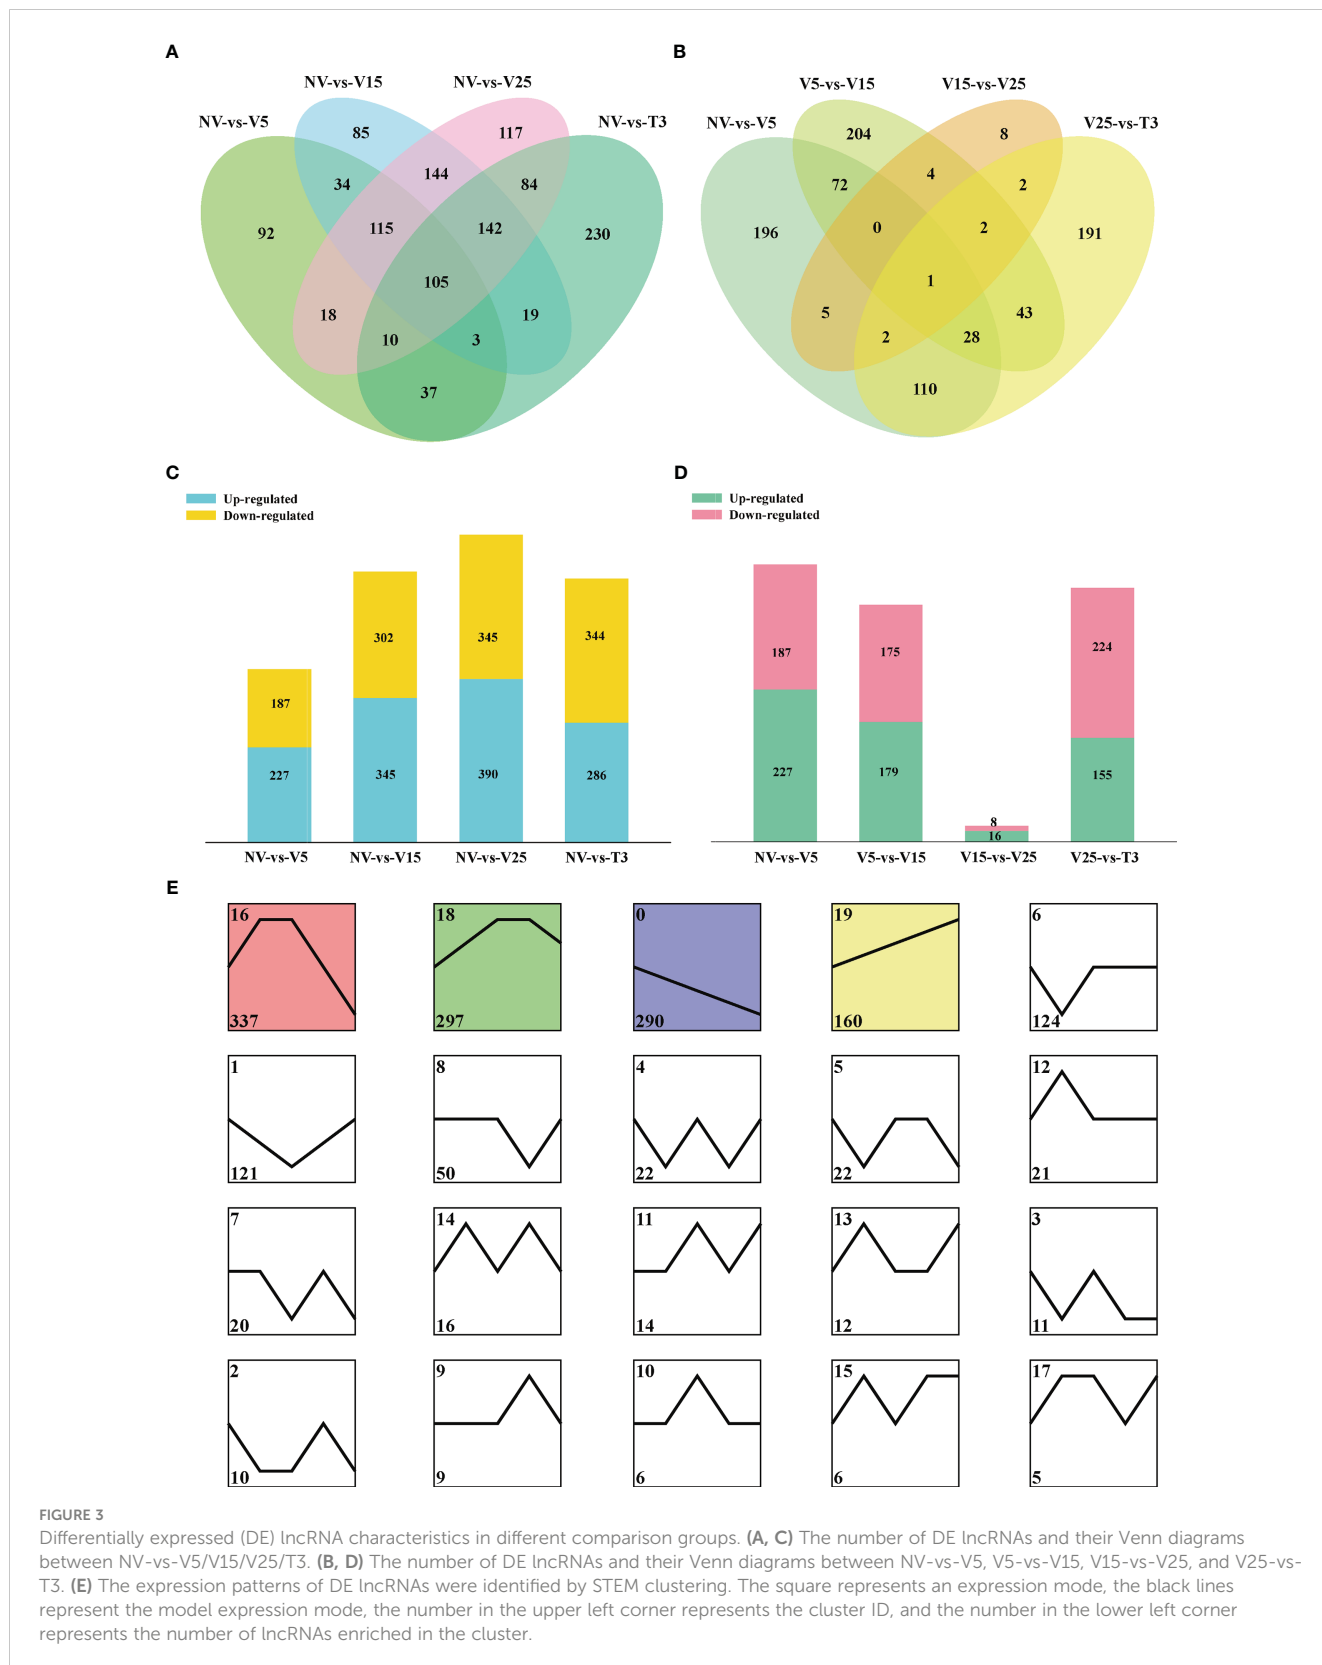 A
NV-vs-V5
NV-vs-V15
NV-vs-V25
NV-vs-T3
85
117
34
144
84
92
115
142
230
105
18
19
10
3
37
B
NV-vs-V5
V5-vs-V15
V15-vs-V25
V25-vs-T3
204
8
72
4
2
196
0
2
191
1
5
43
2
28
110
C
Up-regulated
Down-regulated
187
302
345
344
227
345
390
286
NV-vs-V5
NV-vs-V15
NV-vs-V25
NV-vs-T3
D
Up-regulated
Down-regulated
187
175
8
224
227
179
16
155
NV-vs-V5
V5-vs-V15
V15-vs-V25
V25-vs-T3
E
16
337
18
297
0
290
19
160
6
124
1
121
8
50
4
22
5
22
12
21
7
20
14
16
11
14
13
12
3
11
2
10
9
9
10
6
15
6
17
5
FIGURE 3
Differentially expressed (DE) lncRNA characteristics in different comparison groups. (A, C) The number of DE lncRNAs and their Venn diagrams
between NV-vs-V5/V15/V25/T3. (B, D) The number of DE lncRNAs and their Venn diagrams between NV-vs-V5, V5-vs-V15, V15-vs-V25, and V25-vs-
T3. (E) The expression patterns of DE lncRNAs were identified by STEM clustering. The square represents an expression mode, the black lines
represent the model expression mode, the number in the upper left corner represents the cluster ID, and the number in the lower left corner
represents the number of lncRNAs enriched in the cluster.